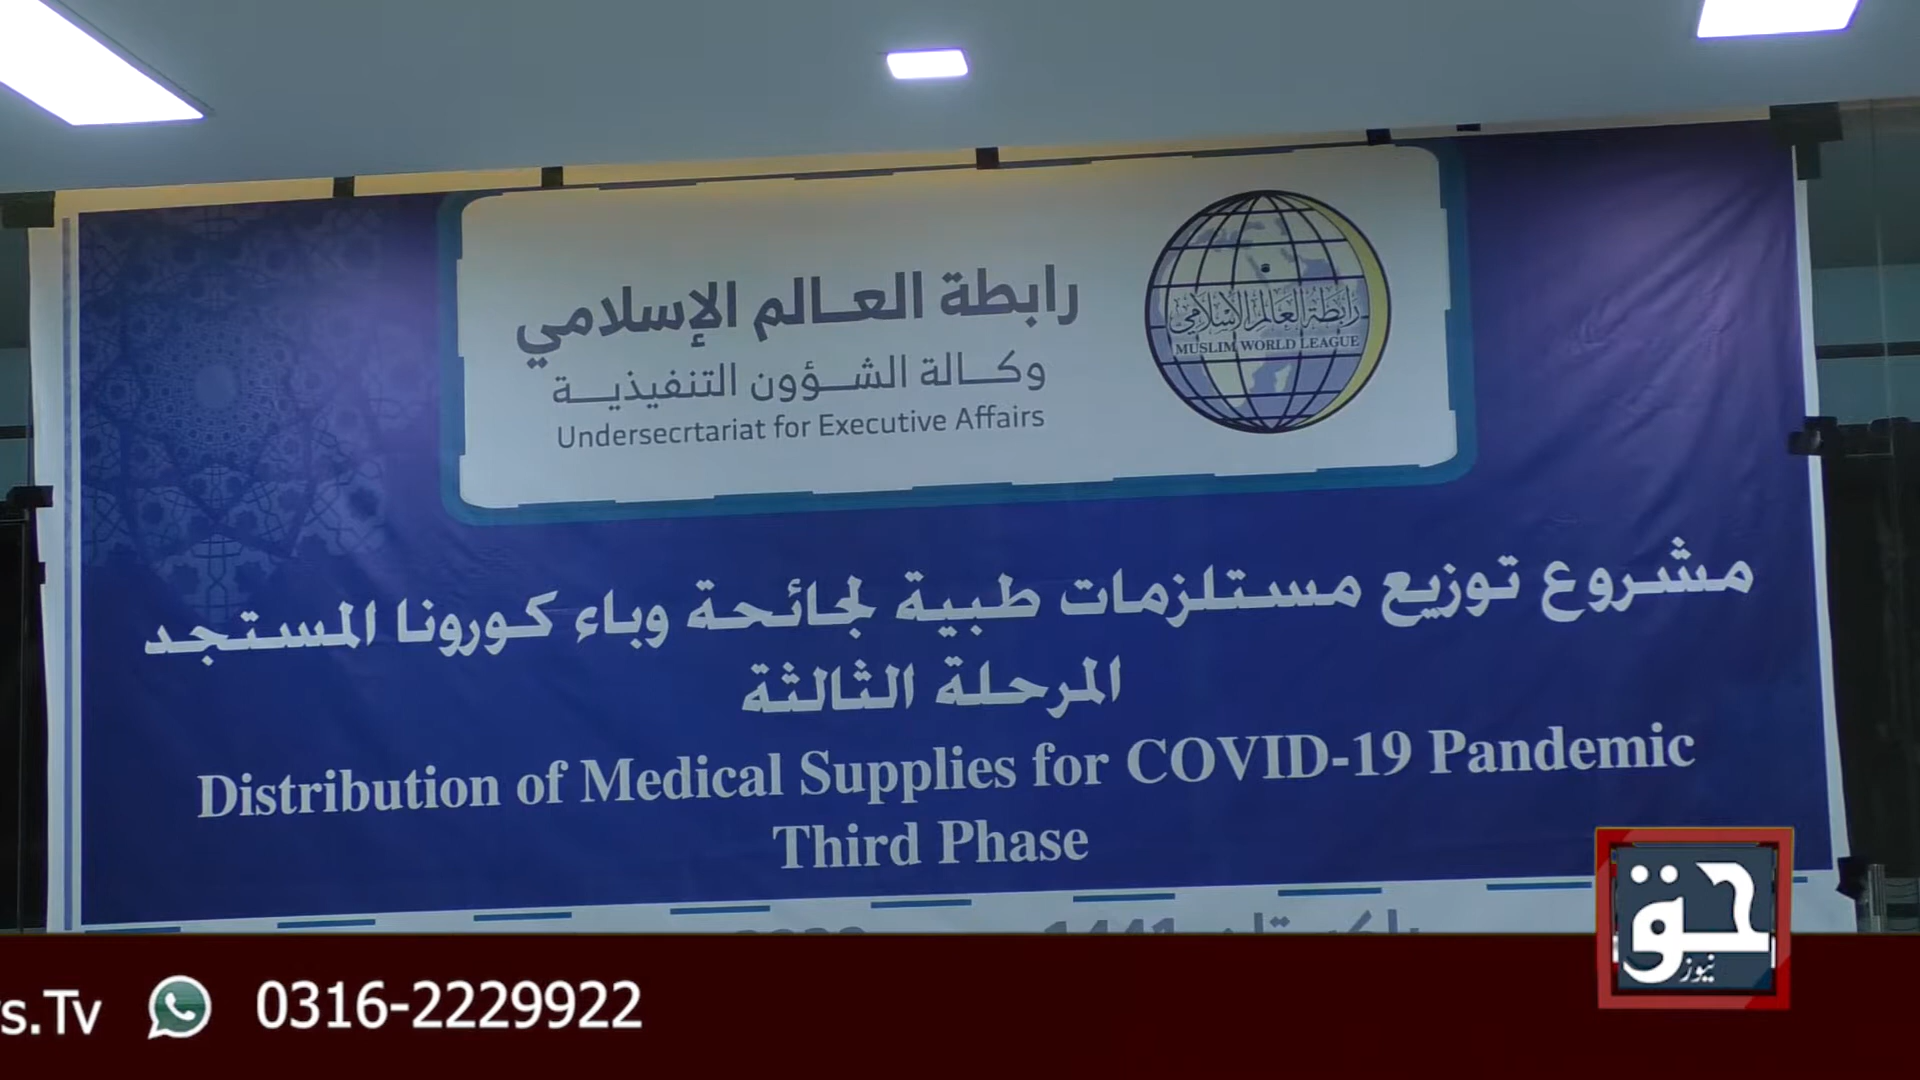 رابطة العالم الإسلامي
وكالة الشؤون التنفيذية
Undersecrtariat for Executive Affairs
رابطة العالم الإسلامي
MUSLIM WORLD LEAGUE
مشروع توزيع مستلزمات طبية لجائحة وباء كورونا المستجد
المرحلة الثالثة
Distribution of Medical Supplies for COVID-19 Pandemic
Third Phase
s.Tv 0316-2229922
حق
نیوز